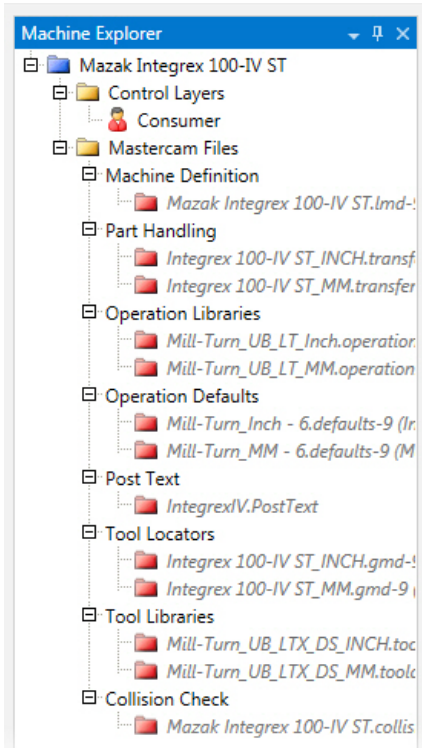 Machine Explorer
Mazak Integrex 100-IV ST
Control Layers
Consumer
Mastercam Files
Machine Definition
Mazak Integrex 100-IV ST.lmd-
Part Handling
Integrex 100-IV ST_INCH.transf
Integrex 100-IV ST_MM.transfer
Operation Libraries
Mill-Turn_UB_LT_Inch.operation
Mill-Turn_UB_LT_MM.operation
Operation Defaults
Mill-Turn_Inch - 6.defaults-9 (In
Mill-Turn_MM - 6.defaults-9 (M
Post Text
IntegrexIV.PostText
Tool Locators
Integrex 100-IV ST_INCH.gmd-
Integrex 100-IV ST_MM.gmd-9 (
Tool Libraries
Mill-Turn_UB_LTX_DS_INCH.too
Mill-Turn_UB_LTX_DS_MM.toolo
Collision Check
Mazak Integrex 100-IV ST.collis